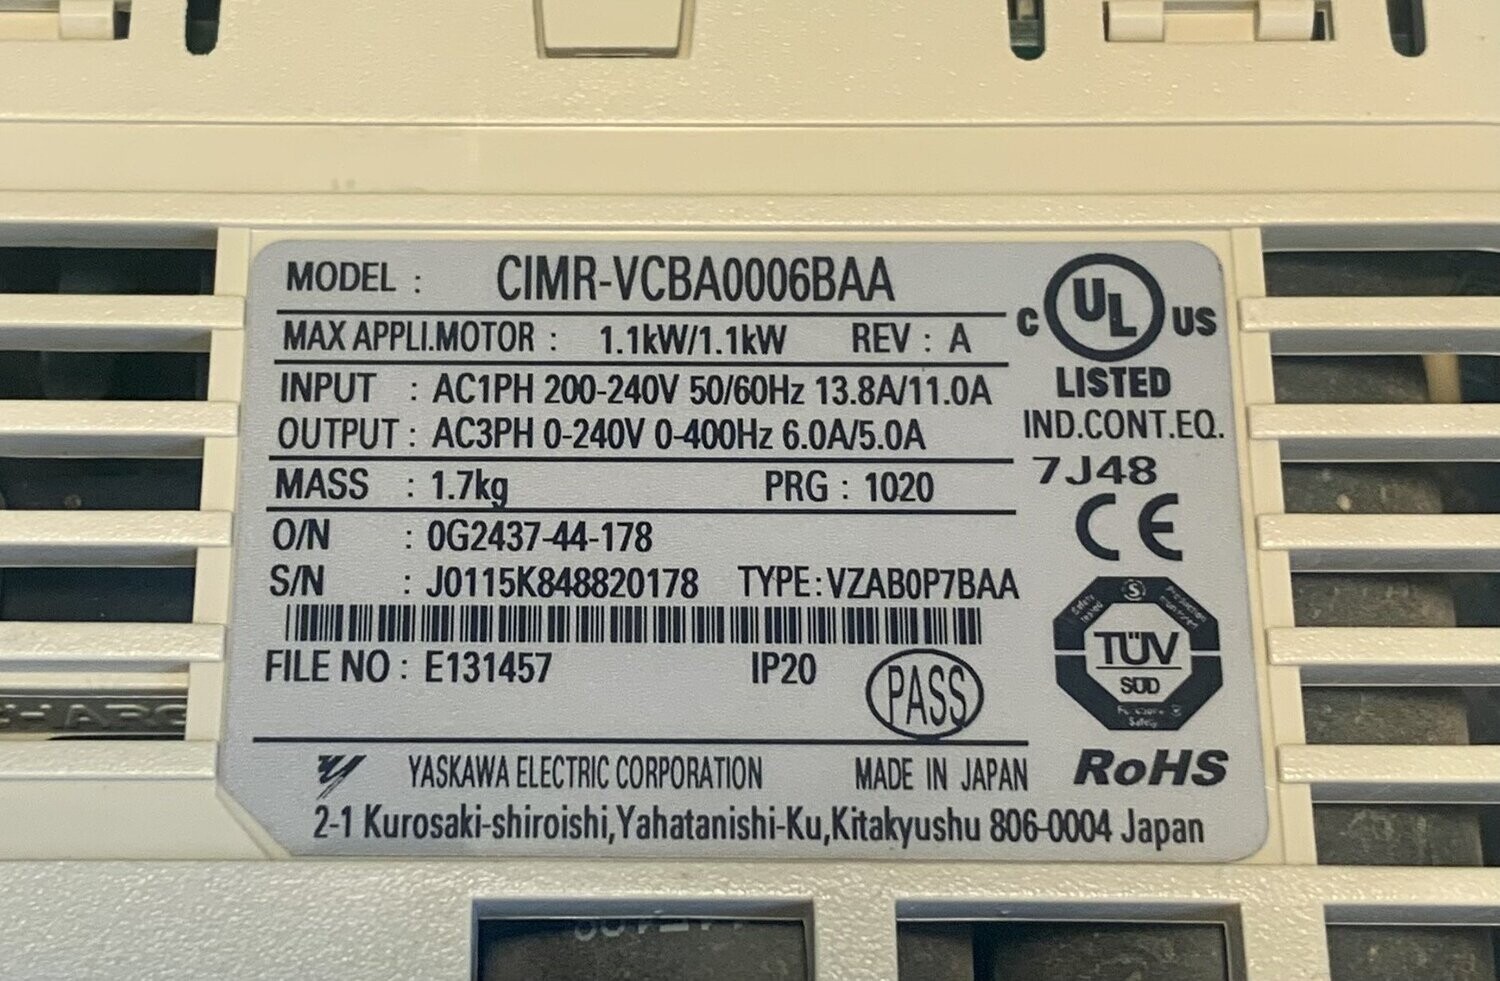 MODEL : CIMR-VCBA0006BAA
MAX APPLI.MOTOR : 1.1kW/1.1kW REV : A
INPUT : AC1PH 200-240V 50/60Hz 13.8A/11.0A
OUTPUT : AC3PH 0-240V 0-400Hz 6.0A/5.0A
MASS : 1.7kg PRG : 1020
O/N : 0G2437-44-178
S/N : J0115K848820178 TYPE : VZAB0P7BAA
FILE NO : E131457 IP20
PASS
C UL US
LISTED
IND.CONT.EQ.
7J48
CE
TÜV
SÜD
RoHS
YASKAWA ELECTRIC CORPORATION MADE IN JAPAN
2-1 Kurosaki-shiroishi,Yahatanishi-Ku,Kitakyushu 806-0004 Japan